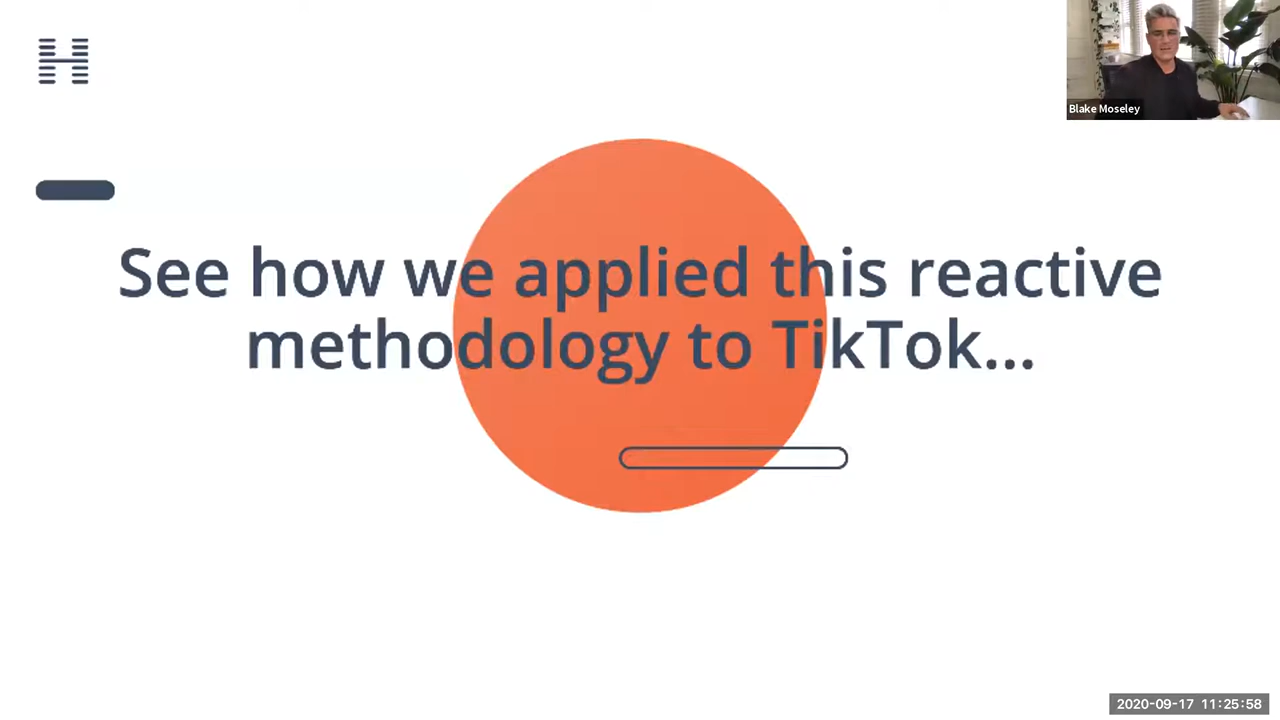 H
Blake Moseley
See how we applied this reactive
methodology to TikTok...
2020-09-17 11:25:58